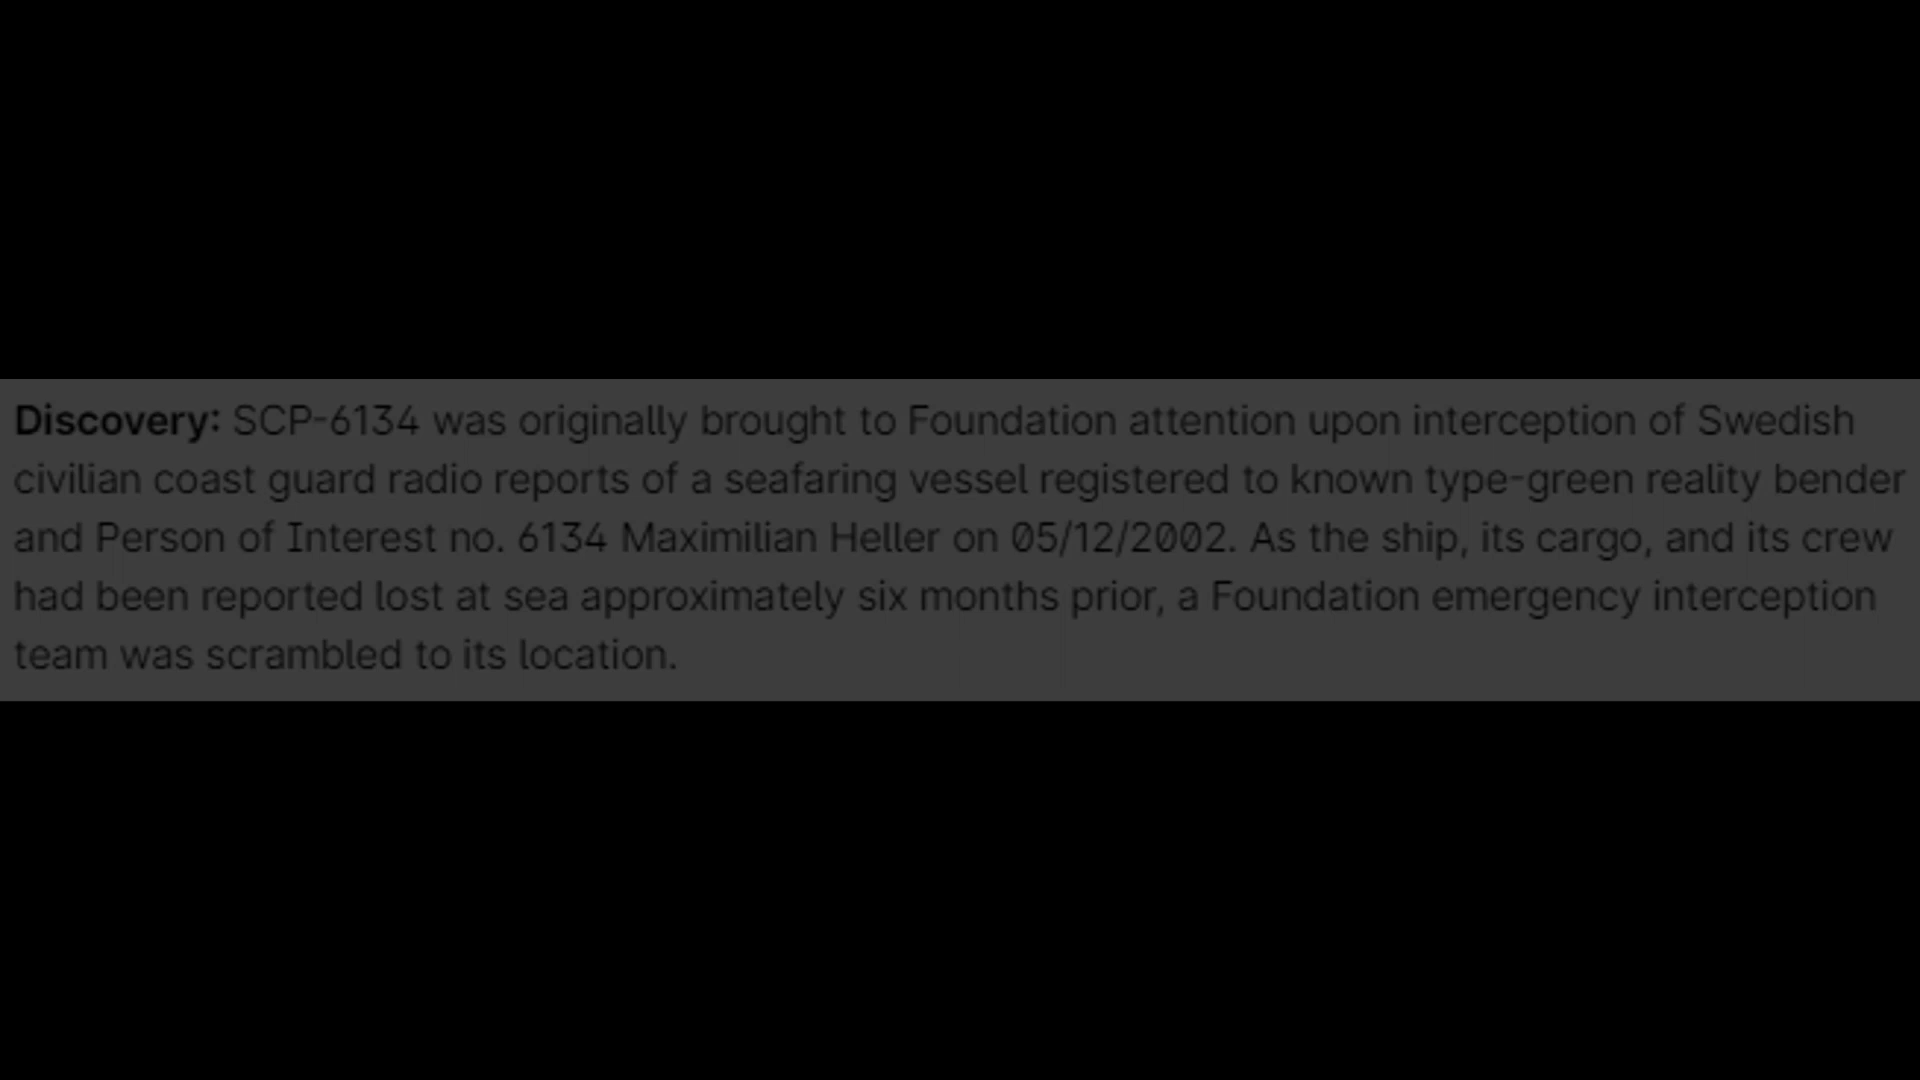 Discovery: SCP-6134 was originally brought to Foundation attention upon interception of Swedish
civilian coast guard radio reports of a seafaring vessel registered to known type-green reality bender
and Person of Interest no. 6134 Maximilian Heller on 05/12/2002. As the ship, its cargo, and its crew
had been reported lost at sea approximately six months prior, a Foundation emergency interception
team was scrambled to its location.